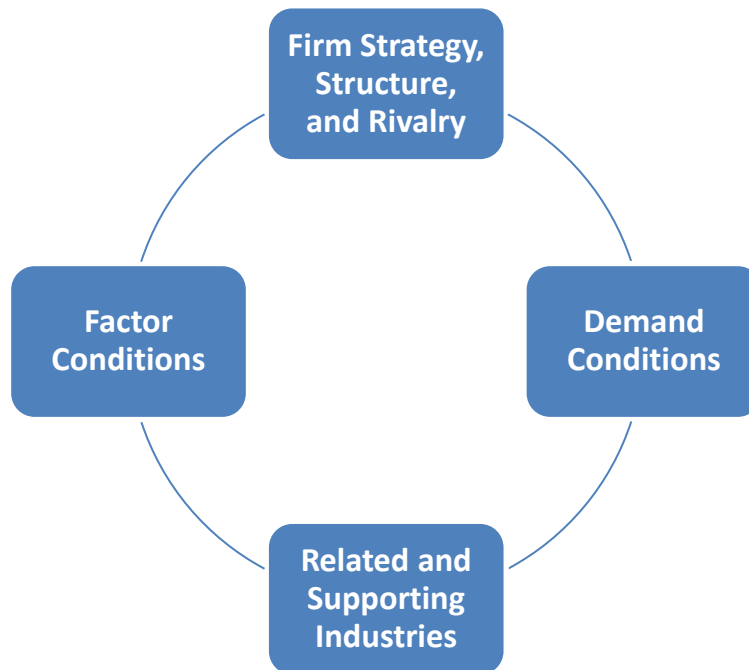 Firm Strategy,
Structure,
and Rivalry
Factor
Conditions
Demand
Conditions
Related and
Supporting
Industries